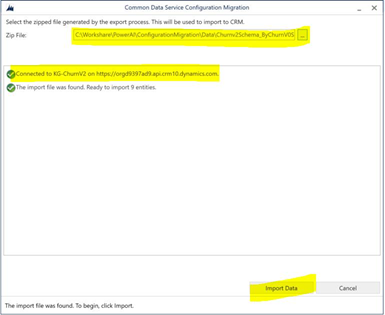 Common Data Service Configuration Migration
Select the zipped file generated by the export process. This will be used to import to CRM.
Zip File: C:\Workshare\PowerAI\ConfigurationMigration\Data\Churnv2Schema_ByChurnV0S ...
Connected to KG-ChurnV2 on https://orgd9397ad9.api.crm10.dynamics.com.
The import file was found. Ready to import 9 entities.
Import Data Cancel
The import file was found. To begin, click Import.